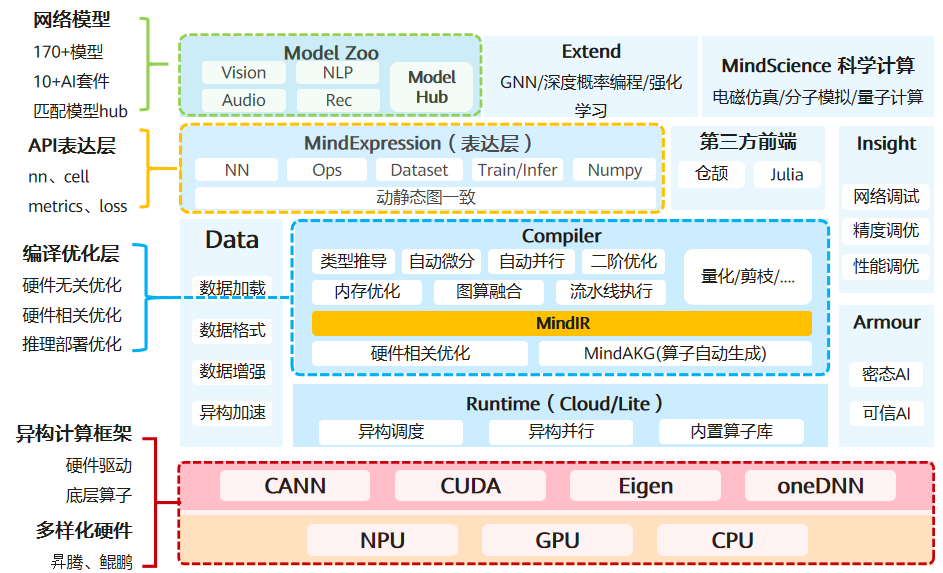 网络模型
170+模型
10+AI套件
匹配模型hub
API表达层
nn、cell
metrics、loss
编译优化层
硬件无关优化
硬件相关优化
推理部署优化
异构计算框架
硬件驱动
底层算子
多样化硬件
昇腾、鲲鹏
Model Zoo
Vision
NLP
Audio
Rec
Model
Hub
Extend
GNN/深度概率编程/强化
学习
MindScience 科学计算
电磁仿真/分子模拟/量子计算
MindExpression（表达层）
NN
Ops
Dataset
Train/Infer
Numpy
动静态图一致
第三方前端
仓颉
Julia
Insight
网络调试
精度调优
性能调优
Data
数据加载
数据格式
数据增强
异构加速
Compiler
类型推导
自动微分
自动并行
二阶优化
量化/剪枝/....
内存优化
图算融合
流水线执行
MindIR
硬件相关优化
MindAKG(算子自动生成)
Armour
密态AI
可信AI
Runtime（Cloud/Lite）
异构调度
异构并行
内置算子库
CANN
CUDA
Eigen
oneDNN
NPU
GPU
CPU